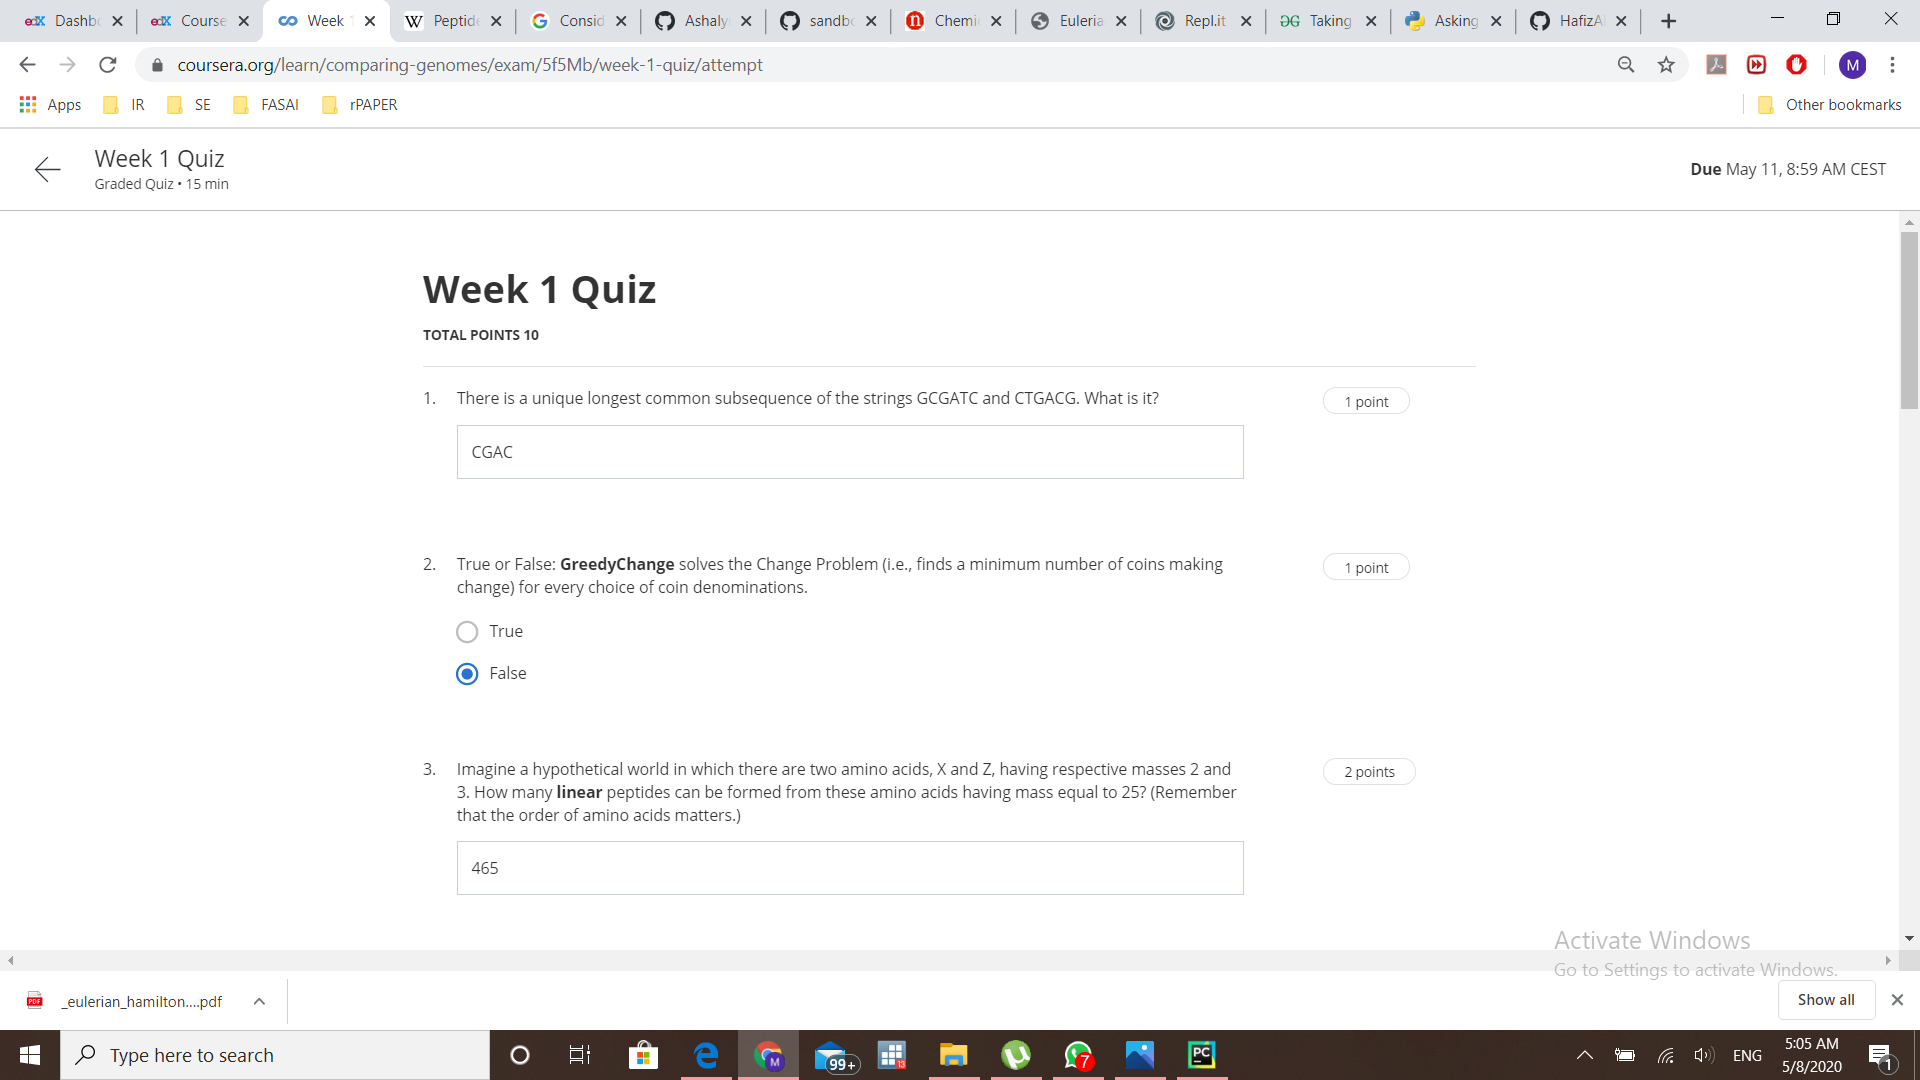 Dashb
Course
Week
Peptide
Consid
Ashaly
sandbo
Chemi
Euleria
Repl.it
Taking
Asking
HafizA
coursera.org/learn/comparing-genomes/exam/5f5Mb/week-1-quiz/attempt
M
Apps
IR
SE
FASAI
rPAPER
Other bookmarks
Week 1 Quiz
Graded Quiz • 15 min
Due May 11, 8:59 AM CEST
Week 1 Quiz
TOTAL POINTS 10
1. There is a unique longest common subsequence of the strings GCGATC and CTGACG. What is it?
1 point
CGAC
2. True or False: GreedyChange solves the Change Problem (i.e., finds a minimum number of coins making
change) for every choice of coin denominations.
1 point
True
False
3. Imagine a hypothetical world in which there are two amino acids, X and Z, having respective masses 2 and
3. How many linear peptides can be formed from these amino acids having mass equal to 25? (Remember
that the order of amino acids matters.)
2 points
465
Activate Windows
Go to Settings to activate Windows.
_eulerian_hamilton....pdf
Show all
Type here to search
99+
7
ENG
5:05 AM
5/8/2020
1